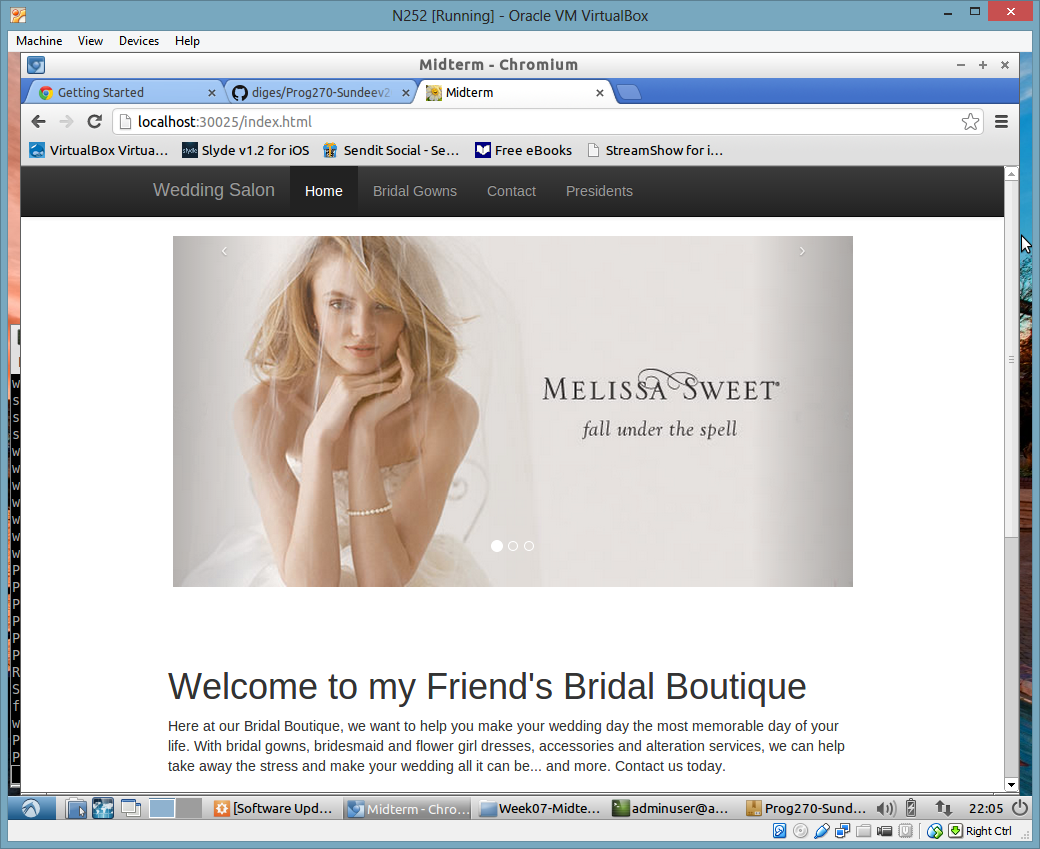 N252 [Running] - Oracle VM VirtualBox
Machine View Devices Help
Midterm - Chromium
Getting Started diges/Prog270-Sundeev2 Midterm
localhost:30025/index.html
VirtualBox Virtua... Slyde v1.2 for iOS Sendit Social - Se... Free eBooks StreamShow for i...
Wedding Salon Home Bridal Gowns Contact Presidents
MELISSA SWEET
fall under the spell
Welcome to my Friend's Bridal Boutique
Here at our Bridal Boutique, we want to help you make your wedding day the most memorable day of your
life. With bridal gowns, bridesmaid and flower girl dresses, accessories and alteration services, we can help
take away the stress and make your wedding all it can be... and more. Contact us today.
[Software Upd... Midterm - Chro... Week07-Midte... adminuser@a... Prog270-Sund... 22:05
Right Ctrl